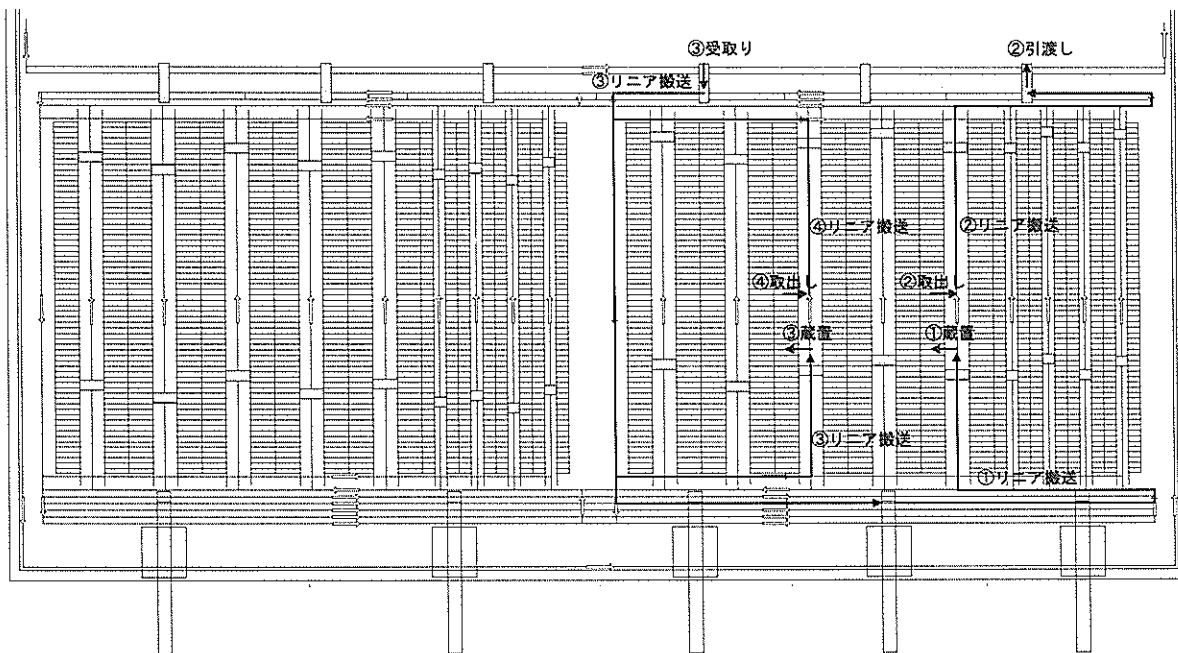 ③受取り
②引渡し
③リニア搬送
④リニア搬送
②リニア搬送
④取出し
②取出し
③蔵置
①蔵置
③リニア搬送
①リニア搬送